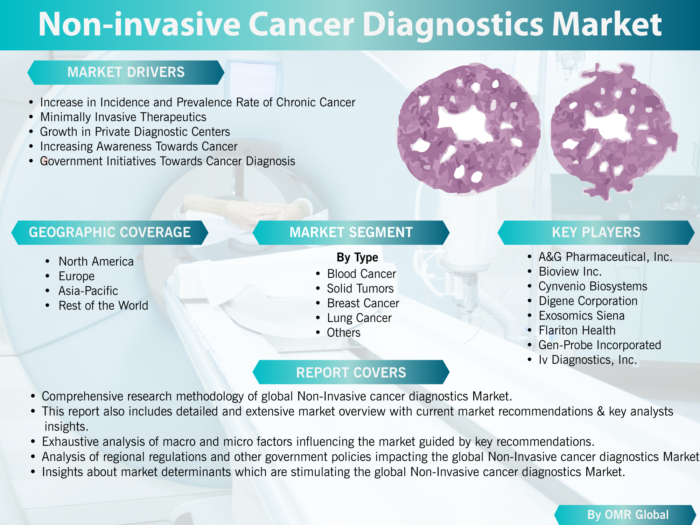 Non-invasive Cancer Diagnostics Market
MARKET DRIVERS
• Increase in Incidence and Prevalence Rate of Chronic Cancer
• Minimally Invasive Therapeutics
• Growth in Private Diagnostic Centers
• Increasing Awareness Towards Cancer
• Government Initiatives Towards Cancer Diagnosis
GEOGRAPHIC COVERAGE
• North America
• Europe
• Asia-Pacific
• Rest of the World
MARKET SEGMENT
By Type
• Blood Cancer
• Solid Tumors
• Breast Cancer
• Lung Cancer
• Others
KEY PLAYERS
• A&G Pharmaceutical, Inc.
• Bioview Inc.
• Cynvenio Biosystems
• Digene Corporation
• Exosomics Siena
• Flariton Health
• Gen-Probe Incorporated
• Iv Diagnostics, Inc.
REPORT COVERS
• Comprehensive research methodology of global Non-Invasive cancer diagnostics Market.
• This report also includes detailed and extensive market overview with current market recommendations & key analysts
insights.
• Exhaustive analysis of macro and micro factors influencing the market guided by key recommendations.
• Analysis of regional regulations and other government policies impacting the global Non-Invasive cancer diagnostics Market
• Insights about market determinants which are stimulating the global Non-Invasive cancer diagnostics Market.
By OMR Global